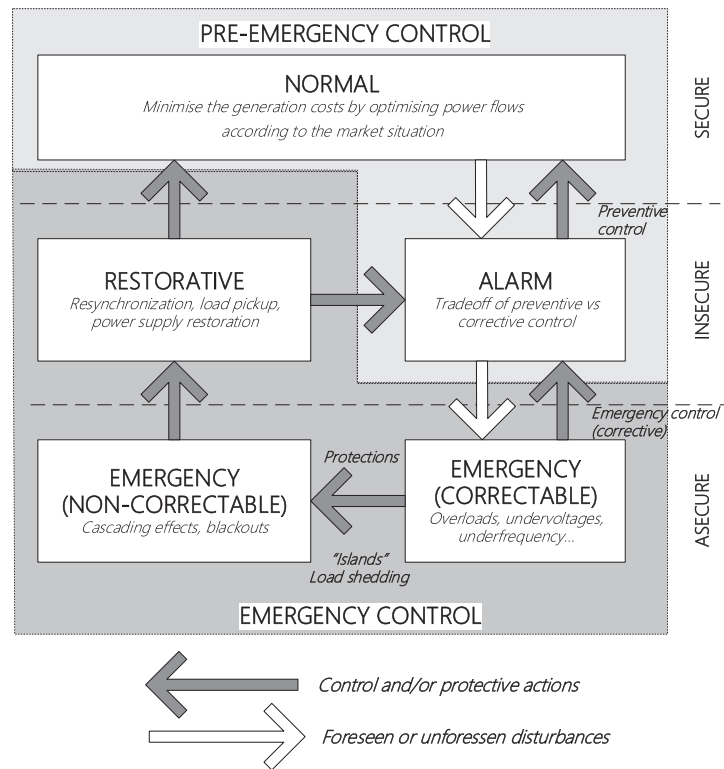 PRE-EMERGENCY CONTROL
NORMAL
Minimise the generation costs by optimising power flows
according to the market situation
SECURE
Preventive
control
RESTORATIVE
Resynchronization, load pickup,
power supply restoration
ALARM
Tradeoff of preventive vs
corrective control
INSECURE
Emergency control
(corrective)
EMERGENCY
(NON-CORRECTABLE)
Cascading effects, blackouts
Protections
"Islands"
Load shedding
EMERGENCY
(CORRECTABLE)
Overloads, undervoltages,
underfrequency...
ASECURE
EMERGENCY CONTROL
Control and/or protective actions
Foreseen or unforessen disturbances